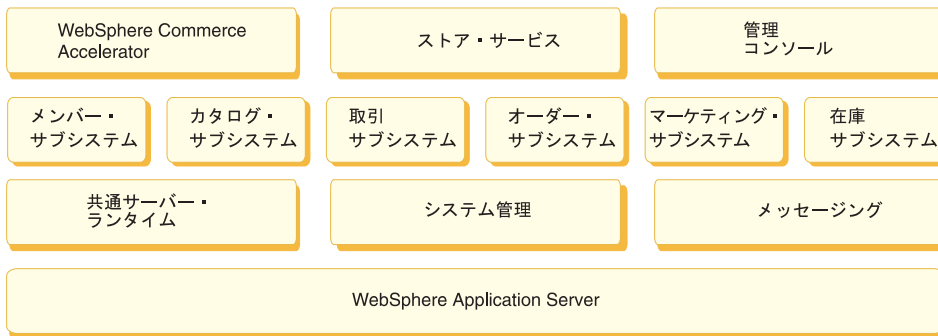 WebSphere Commerce
Accelerator
ストア・サービス
管理
コンソール
メンバー・
サブシステム
カタログ・
サブシステム
取引
サブシステム
オーダー・
サブシステム
マーケティング・
サブシステム
在庫
サブシステム
共通サーバー・
ランタイム
システム管理
メッセージング
WebSphere Application Server